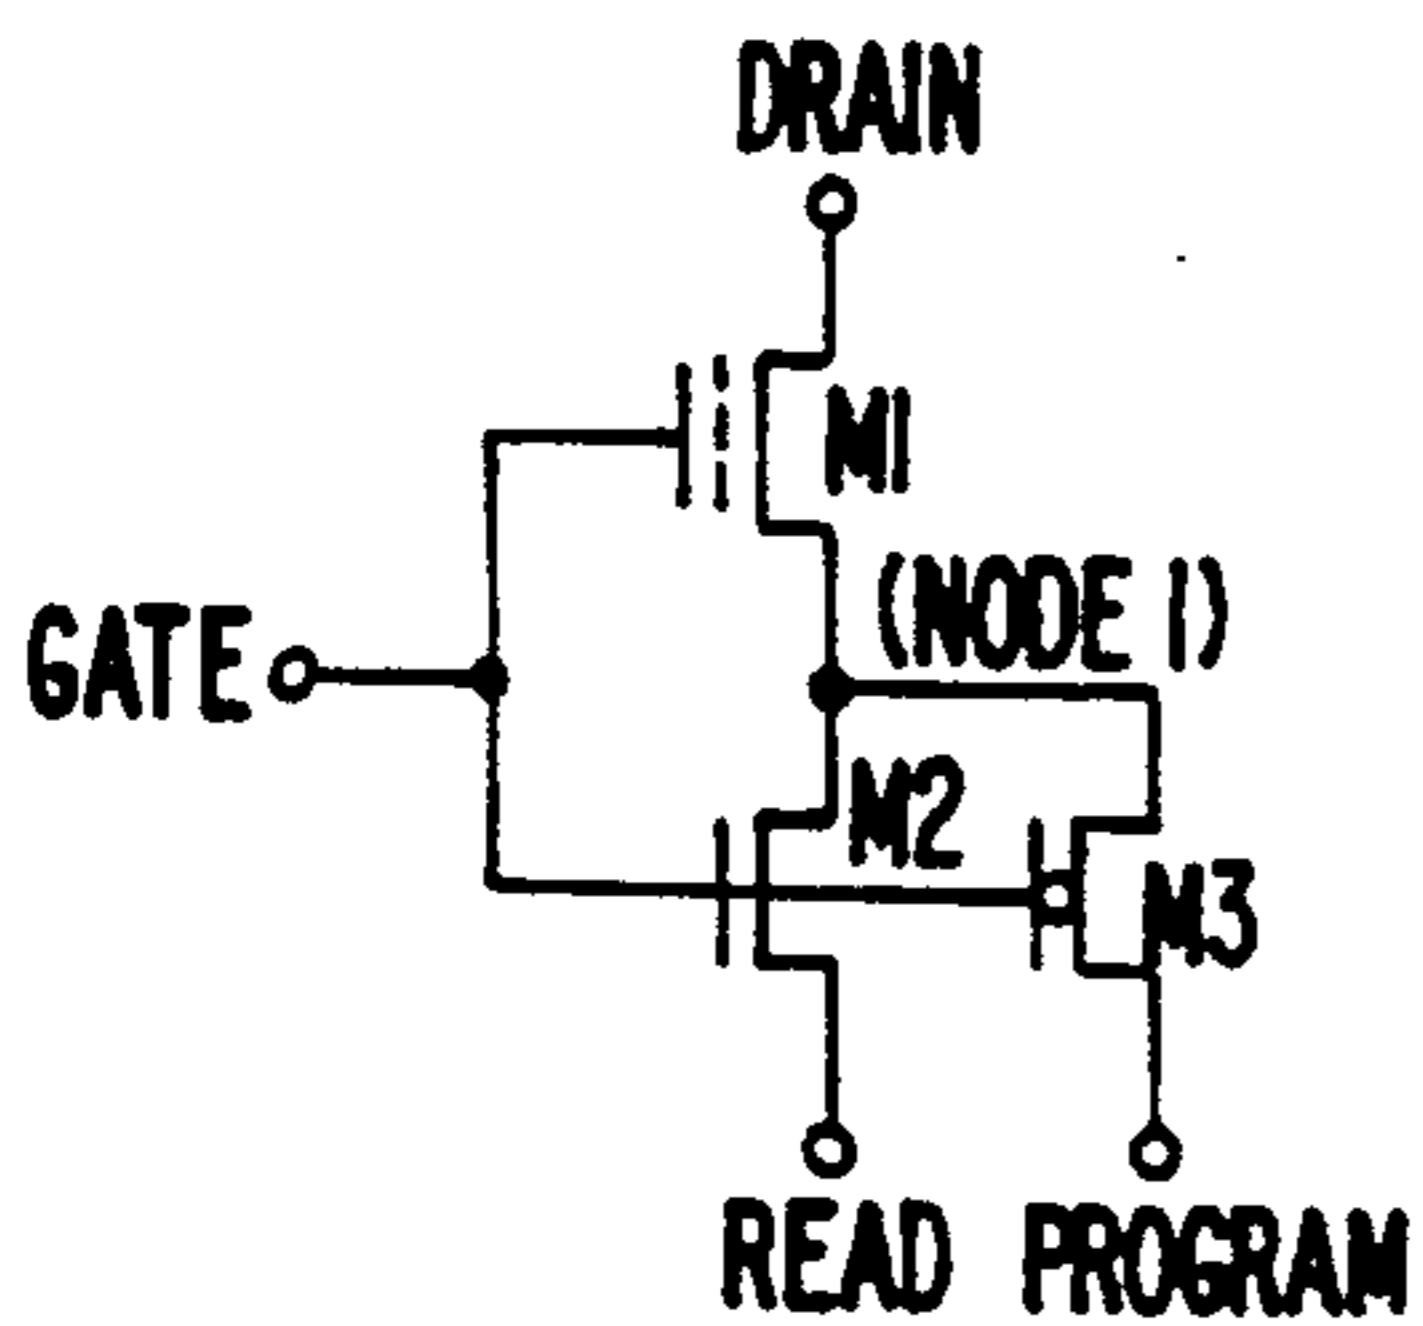 DRAIN
M1
(NODE 1)
GATE
M2
M3
READ PROGRAM